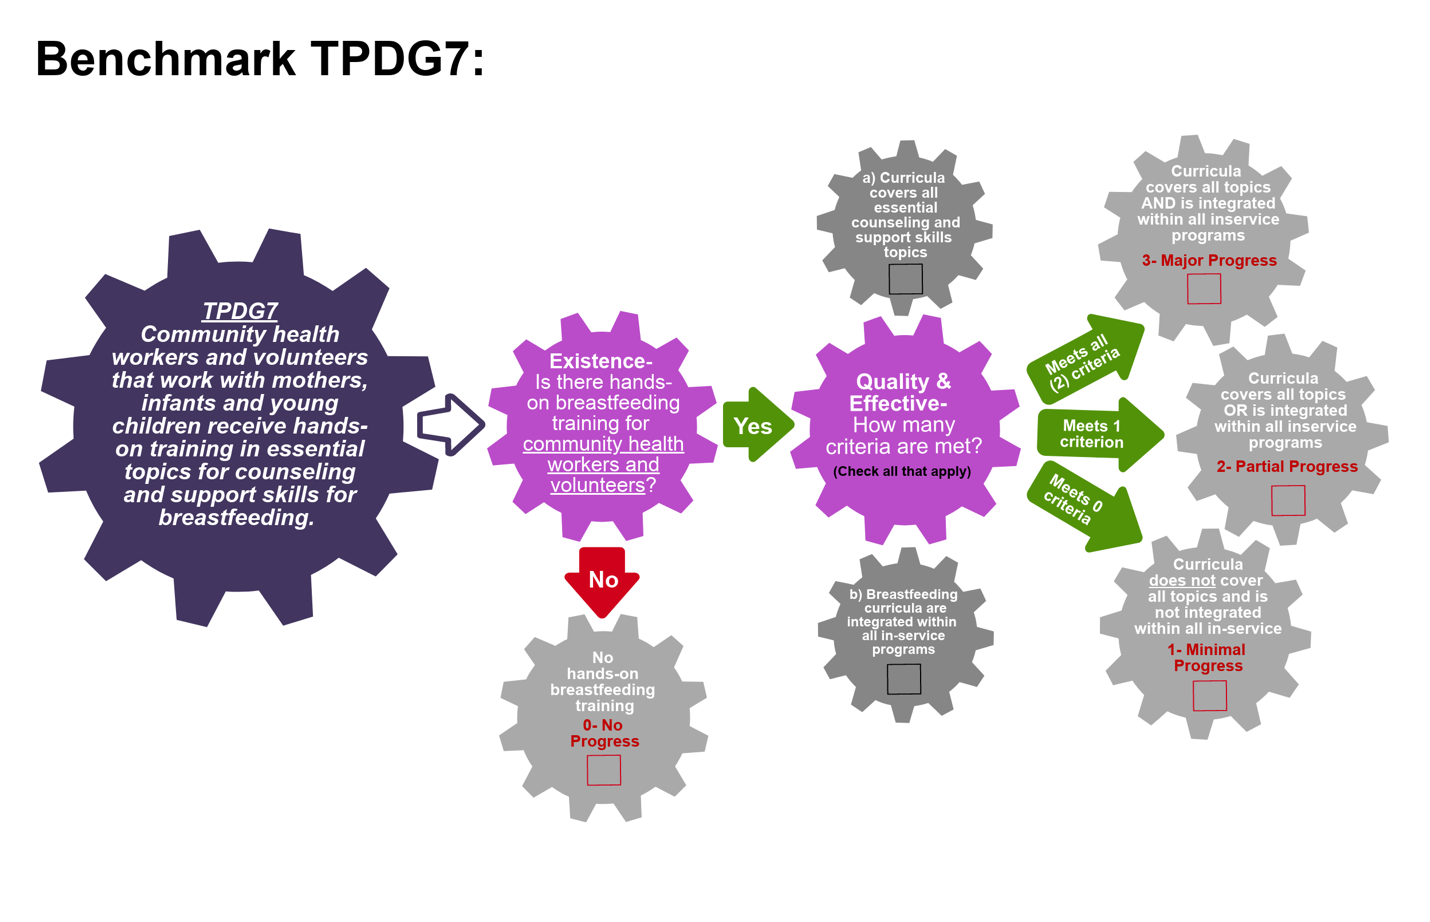 Benchmark TPDG7:
TPDG7
Community health
workers and volunteers
that work with mothers,
infants and young
children receive hands-
on training in essential
topics for counseling
and support skills for
breastfeeding.
Existence-
Is there hands-
on breastfeeding
training for
community health
workers and
volunteers?
No
No
hands-on
breastfeeding
training
0- No
Progress
Yes
a) Curricula
covers all
essential
counseling and
support skills
topics
Quality &
Effective-
How many
criteria are met?
(Check all that apply)
b) Breastfeeding
curricula are
integrated within
all in-service
programs
Meets all
(2) criteria
Curricula
covers all topics
AND is integrated
within all inservice
programs
3- Major Progress
Meets 1
criterion
Curricula
covers all topics
OR is integrated
within all inservice
programs
2- Partial Progress
Meets 0
criteria
Curricula
does not cover
all topics and is
not integrated
within all in-service
1- Minimal
Progress